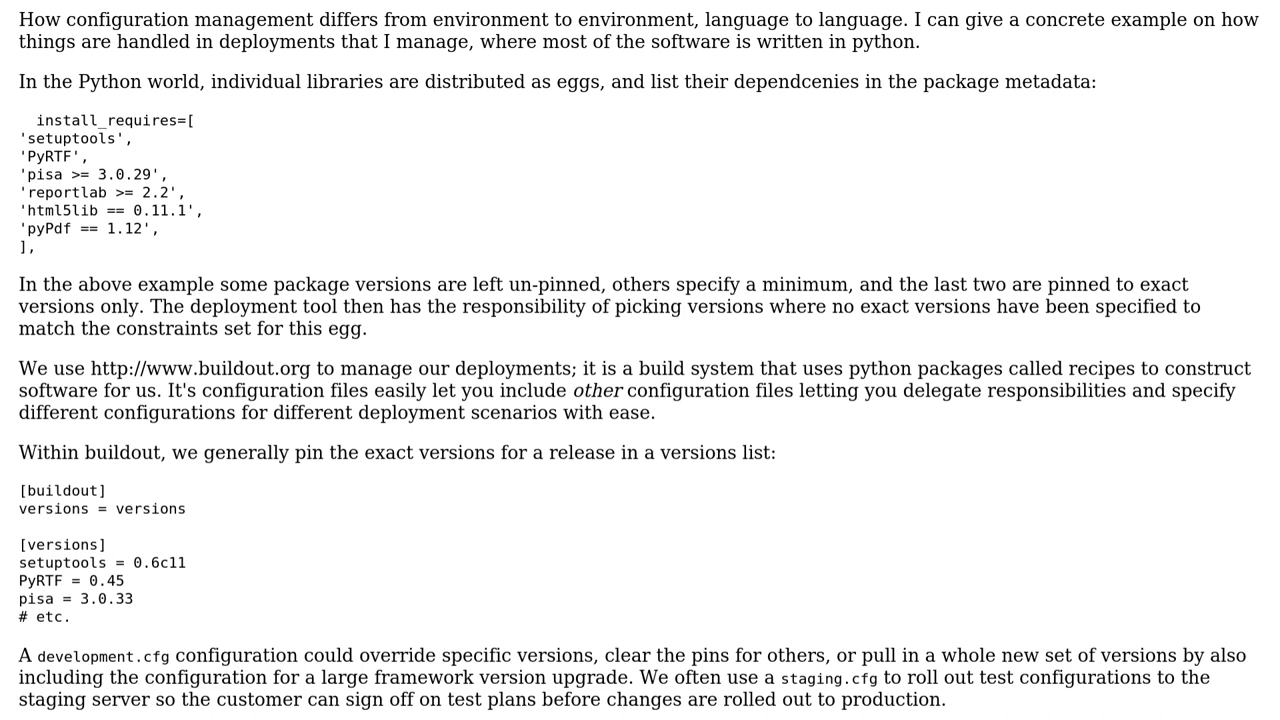 How configuration management differs from environment to environment, language to language. I can give a concrete example on how
things are handled in deployments that I manage, where most of the software is written in python.
In the Python world, individual libraries are distributed as eggs, and list their dependcenies in the package metadata:
install_requires=[
'setuptools',
'PyRTF',
'pisa >= 3.0.29',
'reportlab >= 2.2',
'html5lib == 0.11.1',
'pyPdf == 1.12',
],
In the above example some package versions are left un-pinned, others specify a minimum, and the last two are pinned to exact
versions only. The deployment tool then has the responsibility of picking versions where no exact versions have been specified to
match the constraints set for this egg.
We use http://www.buildout.org to manage our deployments; it is a build system that uses python packages called recipes to construct
software for us. It's configuration files easily let you include other configuration files letting you delegate responsibilities and specify
different configurations for different deployment scenarios with ease.
Within buildout, we generally pin the exact versions for a release in a versions list:
[buildout]
versions = versions
[versions]
setuptools = 0.6c11
PyRTF = 0.45
pisa = 3.0.33
# etc.
A development.cfg configuration could override specific versions, clear the pins for others, or pull in a whole new set of versions by also
including the configuration for a large framework version upgrade. We often use a staging.cfg to roll out test configurations to the
staging server so the customer can sign off on test plans before changes are rolled out to production.